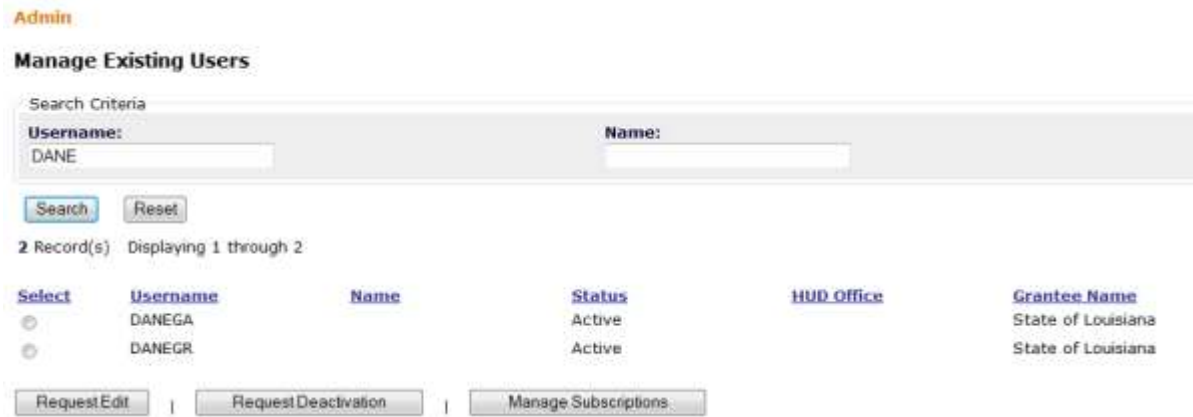 Admin
Manage Existing Users
Search Criteria
Username: Name:
DANE
Search Reset
2 Record(s) Displaying 1 through 2
Select Username Name Status HUD Office Grantee Name
DANEGA Active State of Louisiana
DANEGR Active State of Louisiana
Request Edit | Request Deactivation | Manage Subscriptions